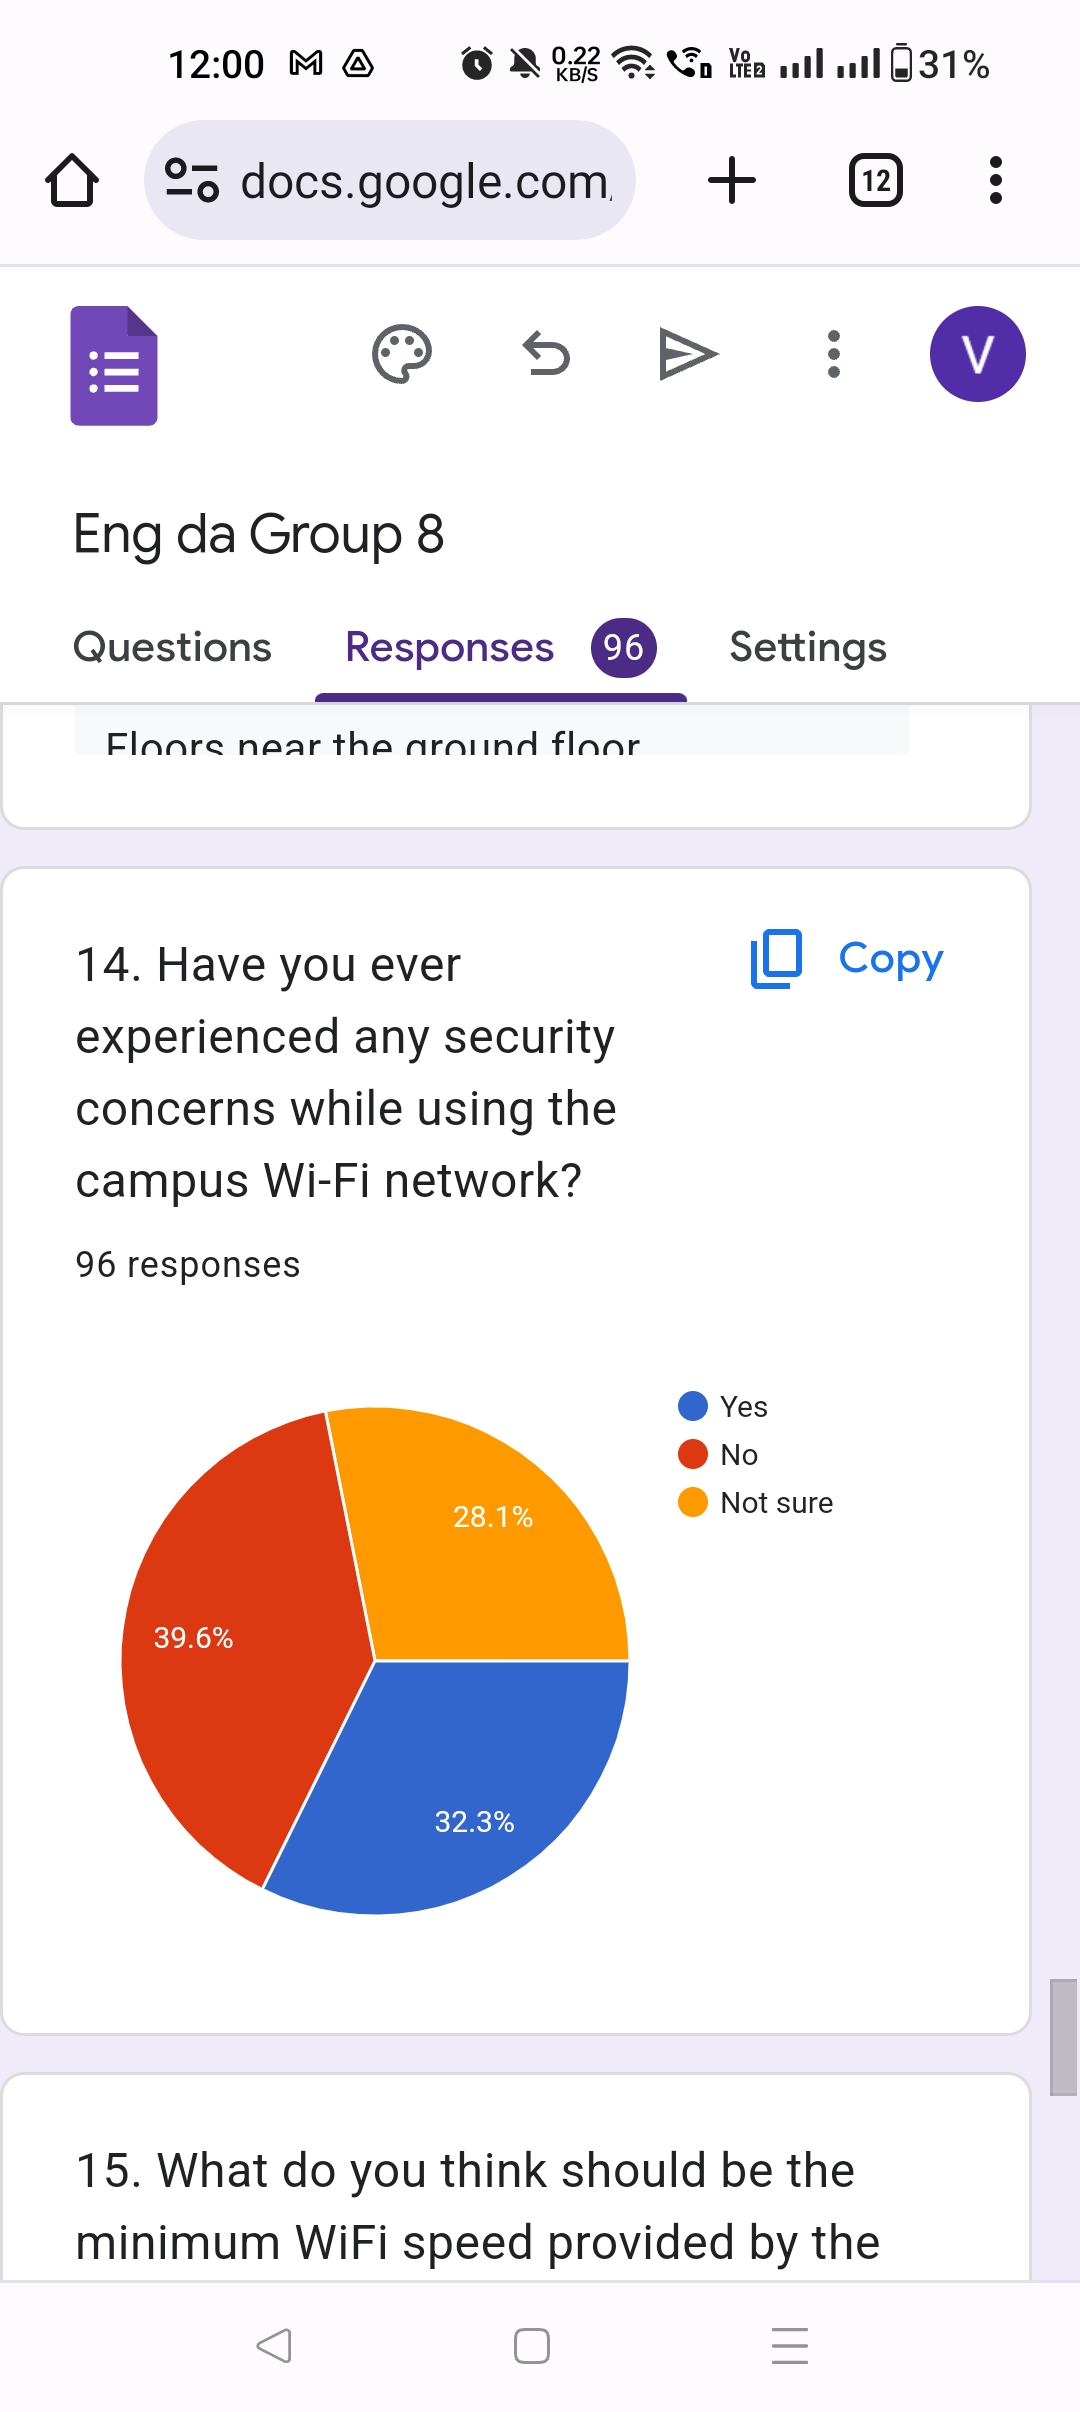 12:00 0.22 KB/S Vo LTE 2 31%
docs.google.com 12
V
Eng da Group 8
Questions Responses 96 Settings
Floors near the ground floor
14. Have you ever
experienced any security
concerns while using the
campus Wi-Fi network?
Copy
96 responses
Yes
No
Not sure
28.1%
39.6%
32.3%
15. What do you think should be the
minimum WiFi speed provided by the